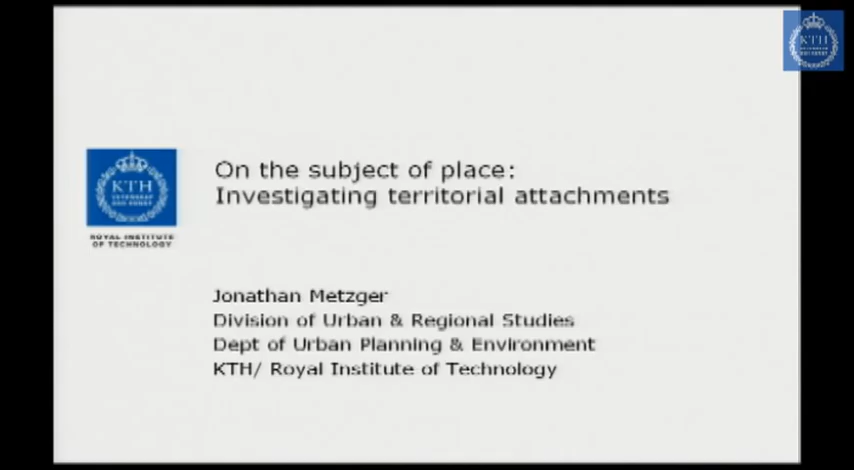 KTH
On the subject of place:
Investigating territorial attachments
KTH
ROYAL INSTITUTE
OF TECHNOLOGY
Jonathan Metzger
Division of Urban & Regional Studies
Dept of Urban Planning & Environment
KTH/ Royal Institute of Technology